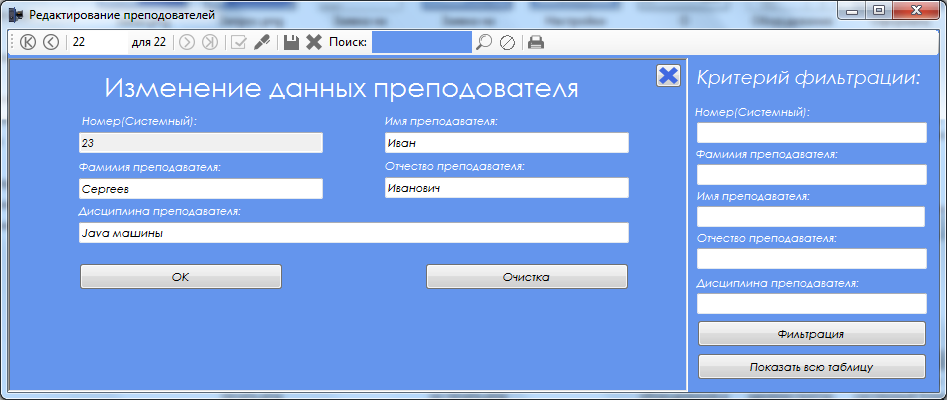 Редактирование преподователей
22 для 22 Поиск:
Изменение данных преподователя
Номер(Системный):
23
Имя преподавателя:
Иван
Фамилия преподавателя:
Сергеев
Отчество преподавателя:
Иванович
Дисциплина преподавателя:
Java машины
OK
Очистка
Критерий фильтрации:
Номер(Системный):
Фамилия преподавателя:
Имя преподавателя:
Отчество преподавателя:
Дисциплина преподавателя:
Фильтрация
Показать всю таблицу